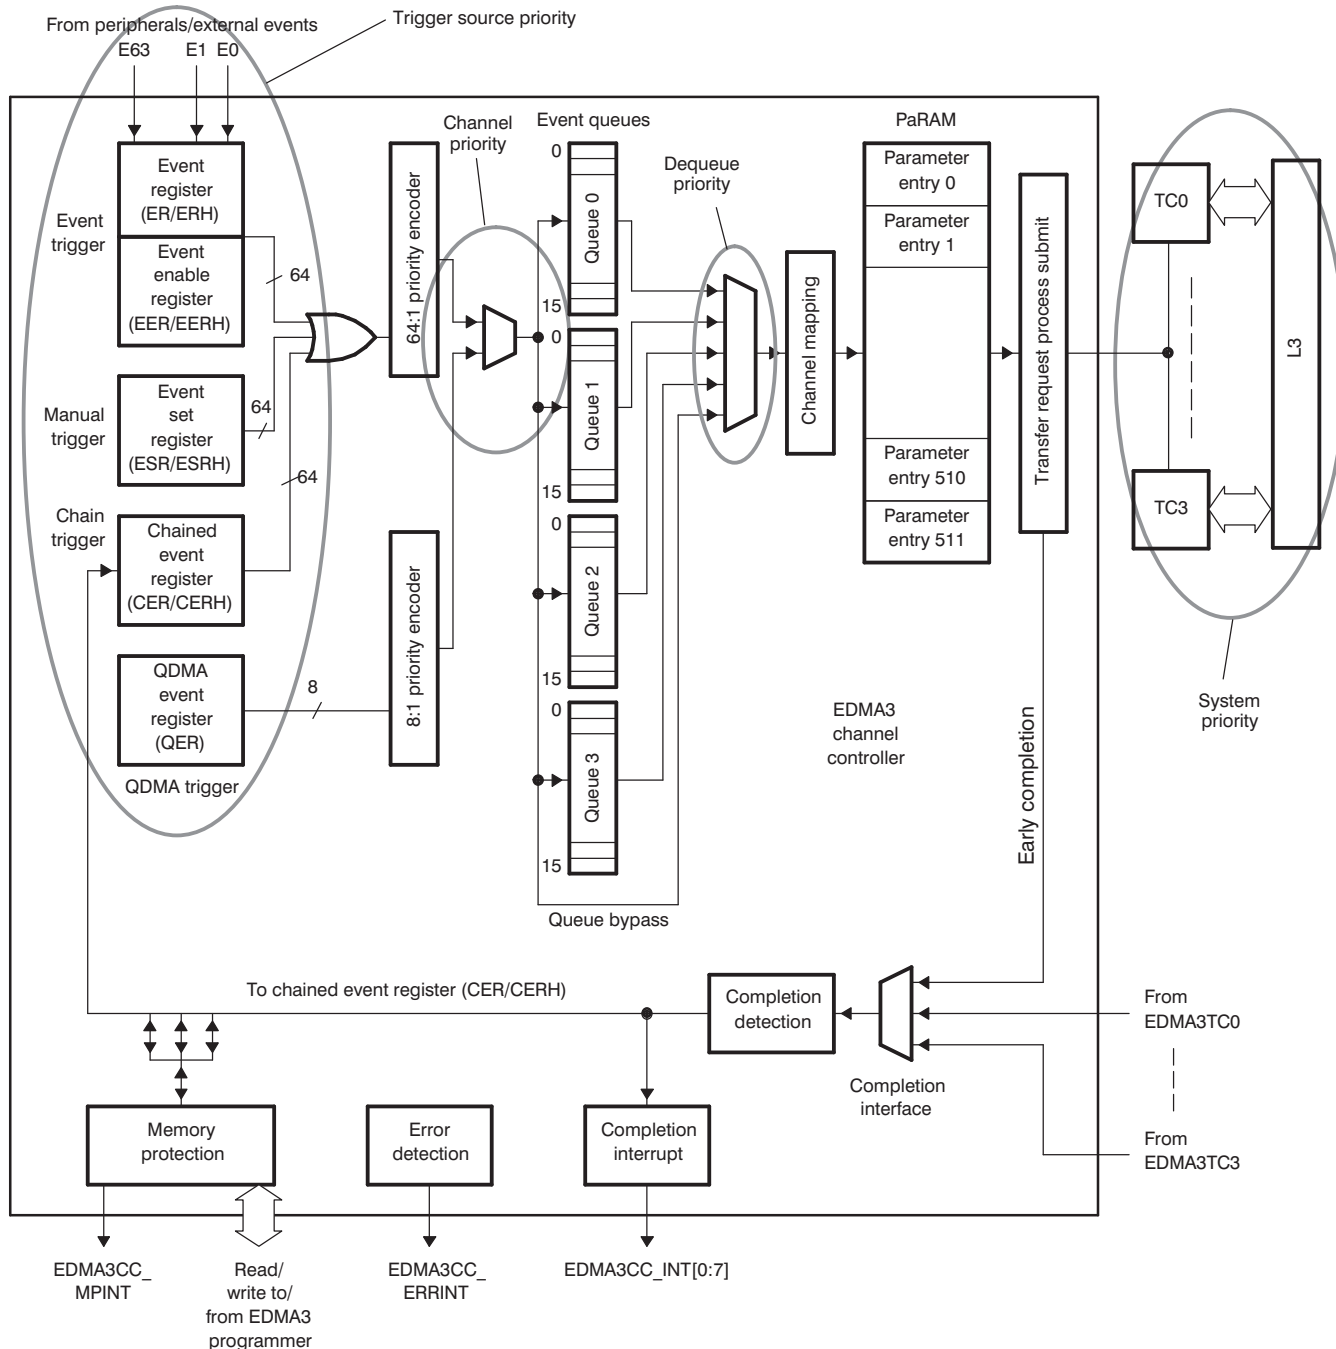 From peripherals/external events
E63
E1
E0
Trigger source priority
Event
register
(ER/ERH)
Event
trigger
Event
enable
register
(EER/EERH)
64
Manual
trigger
Event
set
register
(ESR/ESRH)
64
64
Chain
trigger
Chained
event
register
(CER/CERH)
QDMA
event
register
(QER)
8
QDMA trigger
64:1 priority encoder
8:1 priority encoder
Channel
priority
Event queues
0
Queue 0
15
0
Queue 1
15
0
Queue 2
15
0
Queue 3
15
Queue bypass
Dequeue
priority
Channel mapping
PaRAM
Parameter
entry 0
Parameter
entry 1
Parameter
entry 510
Parameter
entry 511
Transfer request process submit
EDMA3
channel
controller
Early completion
TC0
TC3
L3
System
priority
To chained event register (CER/CERH)
Completion
detection
Completion
interface
From
EDMA3TC0
From
EDMA3TC3
Memory
protection
Error
detection
Completion
interrupt
EDMA3CC_
MPINT
Read/
write to/
from EDMA3
programmer
EDMA3CC_
ERRINT
EDMA3CC_INT[0:7]